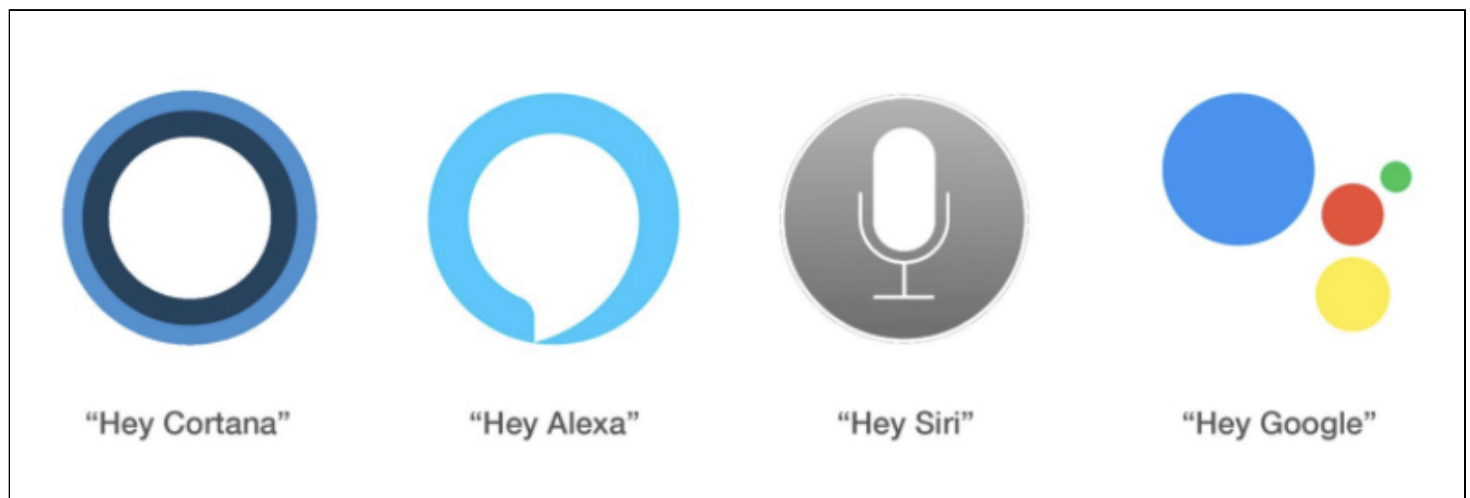 “Hey Cortana” “Hey Alexa” “Hey Siri” “Hey Google”